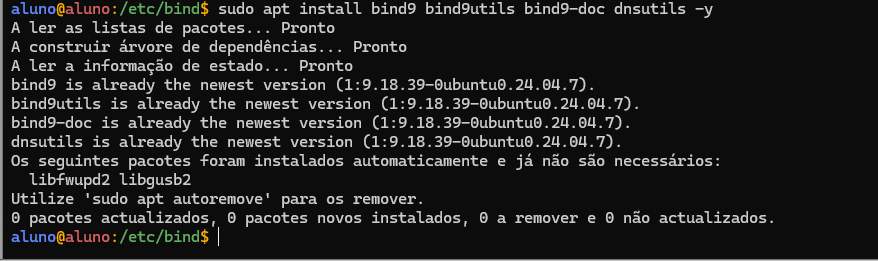 aluno@aluno:/etc/bind$ sudo apt install bind9 bind9utils bind9-doc dnsutils -y
A ler as listas de pacotes... Pronto
A construir árvore de dependências... Pronto
A ler a informação de estado... Pronto
bind9 is already the newest version (1:9.18.39-0ubuntu0.24.04.7).
bind9utils is already the newest version (1:9.18.39-0ubuntu0.24.04.7).
bind9-doc is already the newest version (1:9.18.39-0ubuntu0.24.04.7).
dnsutils is already the newest version (1:9.18.39-0ubuntu0.24.04.7).
Os seguintes pacotes foram instalados automaticamente e já não são necessários:
  libfwupd2 libgusb2
Utilize 'sudo apt autoremove' para os remover.
0 pacotes actualizados, 0 pacotes novos instalados, 0 a remover e 0 não actualizados.
aluno@aluno:/etc/bind$